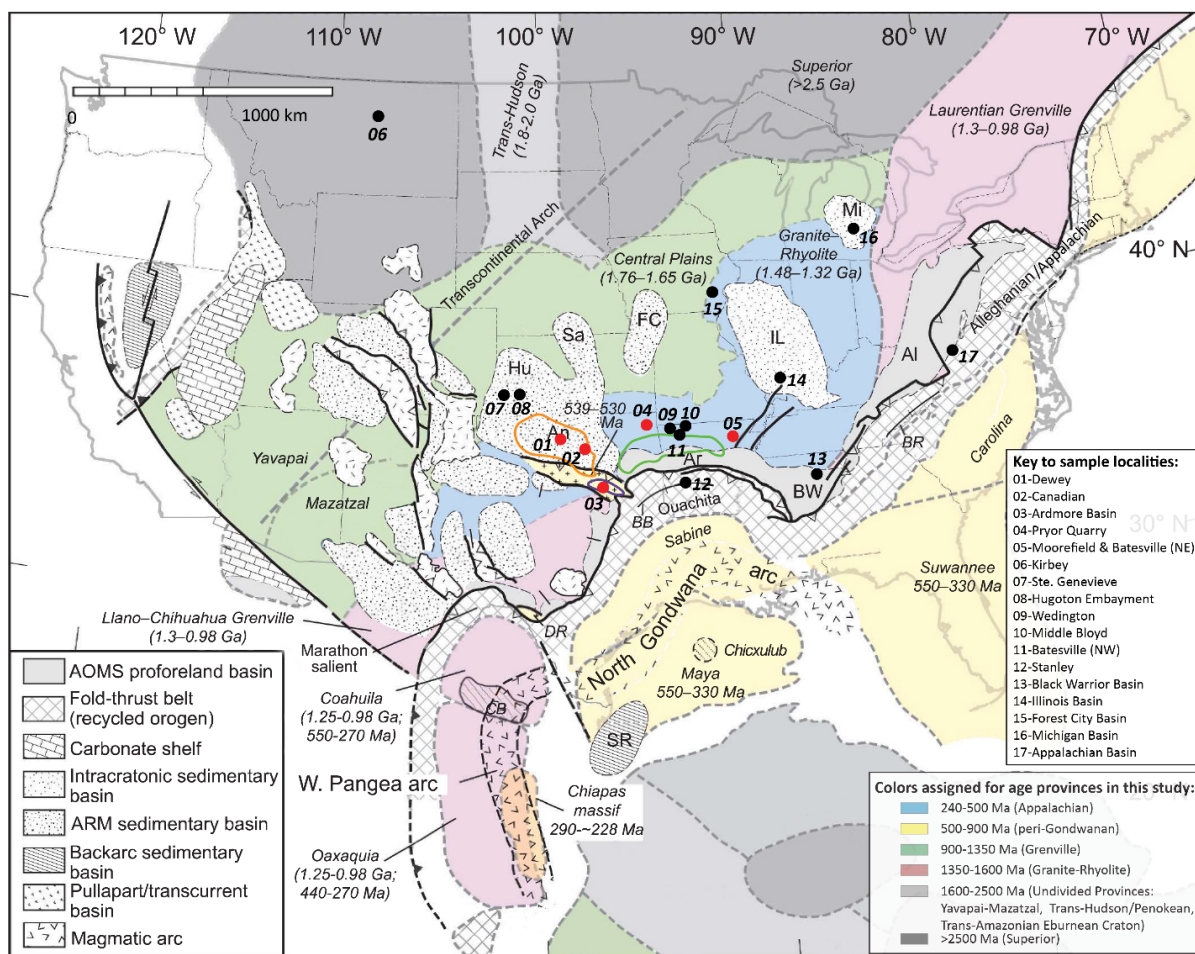 120° W
110° W
100° W
90° W
80° W
70° W
0
1000 km
06
Trans-Hudson
(1.8-2.0 Ga)
Superior
(>2.5 Ga)
Laurentian Grenville
(1.3–0.98 Ga)
Mi
16
40° N
Transcontinental Arch
Central Plains
(1.76–1.65 Ga)
Granite–
Rhyolite
(1.48–1.32 Ga)
15
Alleghanian /Appalachian
Sa
FC
IL
Al
17
Hu
07
08
14
539–530
Ma
04
09
10
05
An
01
02
11
Ar
13
BW
BR
Carolina
Yavapai
Mazatzal
03
12
BB
Ouachita
30° N
Sabine
Suwannee
550–330 Ma
Llano–Chihuahua Grenville
(1.3–0.98 Ga)
DR
North Gondwana arc
Chicxulub
Maya
550–330 Ma
Marathon
salient
Coahuila
(1.25-0.98 Ga;
550-270 Ma)
CB
SR
W. Pangea arc
Chiapas
massif
290-~228 Ma
Oaxaquia
(1.25-0.98 Ga;
440-270 Ma)
20° N
Key to sample localities:
01-Dewey
02-Canadian
03-Ardmore Basin
04-Pryor Quarry
05-Moorefield & Batesville (NE)
06-Kirbey
07-Ste. Genevieve
08-Hugoton Embayment
09-Wedington
10-Middle Bloyd
11-Batesville (NW)
12-Stanley
13-Black Warrior Basin
14-Illinois Basin
15-Forest City Basin
16-Michigan Basin
17-Appalachian Basin
AOMS proforeland basin
Fold-thrust belt
(recycled orogen)
Carbonate shelf
Intracratonic sedimentary
basin
ARM sedimentary basin
Backarc sedimentary
basin
Pullapart/transcurrent
basin
Magmatic arc
Colors assigned for age provinces in this study:
240-500 Ma (Appalachian)
500-900 Ma (peri-Gondwanan)
900-1350 Ma (Grenville)
1350-1600 Ma (Granite-Rhyolite)
1600-2500 Ma (Undivided Provinces:
Yavapai-Mazatzal, Trans-Hudson/Penokean,
Trans-Amazonian Eburnean Craton)
>2500 Ma (Superior)